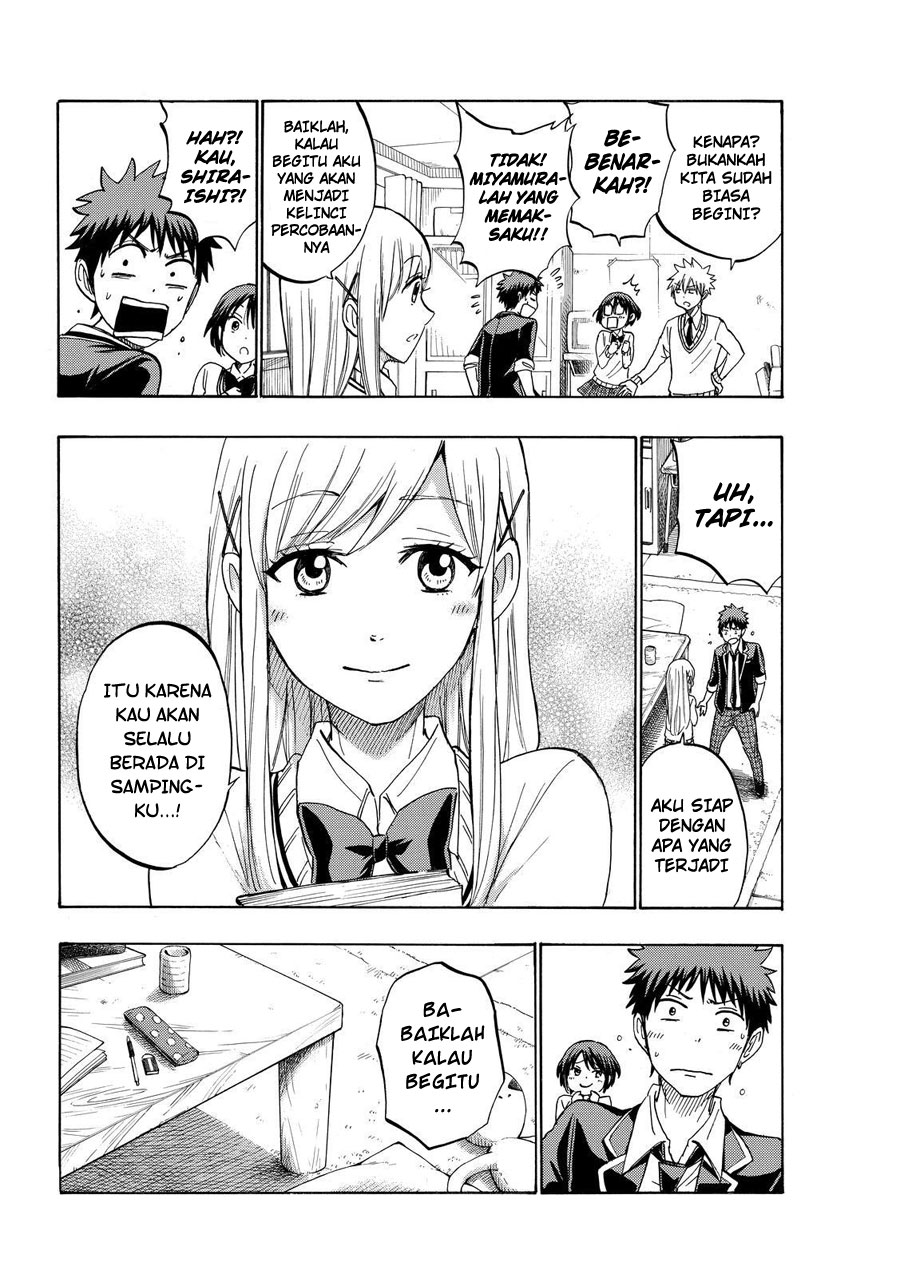 KENAPA?
BUKANKAH
KITA SUDAH
BIASA
BEGINI?
BE-
BENAR-
KAH?!
TIDAK!
MIYAMURA-
LAH YANG
MEMAK-
SAKU!!
BAIKLAH,
KALAU
BEGITU AKU
YANG AKAN
MENJADI
KELINCI
PERCOBAAN-
NYA
HAH?!
KAU,
SHIRA-
ISHI?!
UH,
TAPI...
AKU SIAP
DENGAN
APA YANG
TERJADI
ITU KARENA
KAU AKAN
SELALU
BERADA DI
SAMPING-
KU...!
BA-
BAIKLAH
KALAU
BEGITU
...